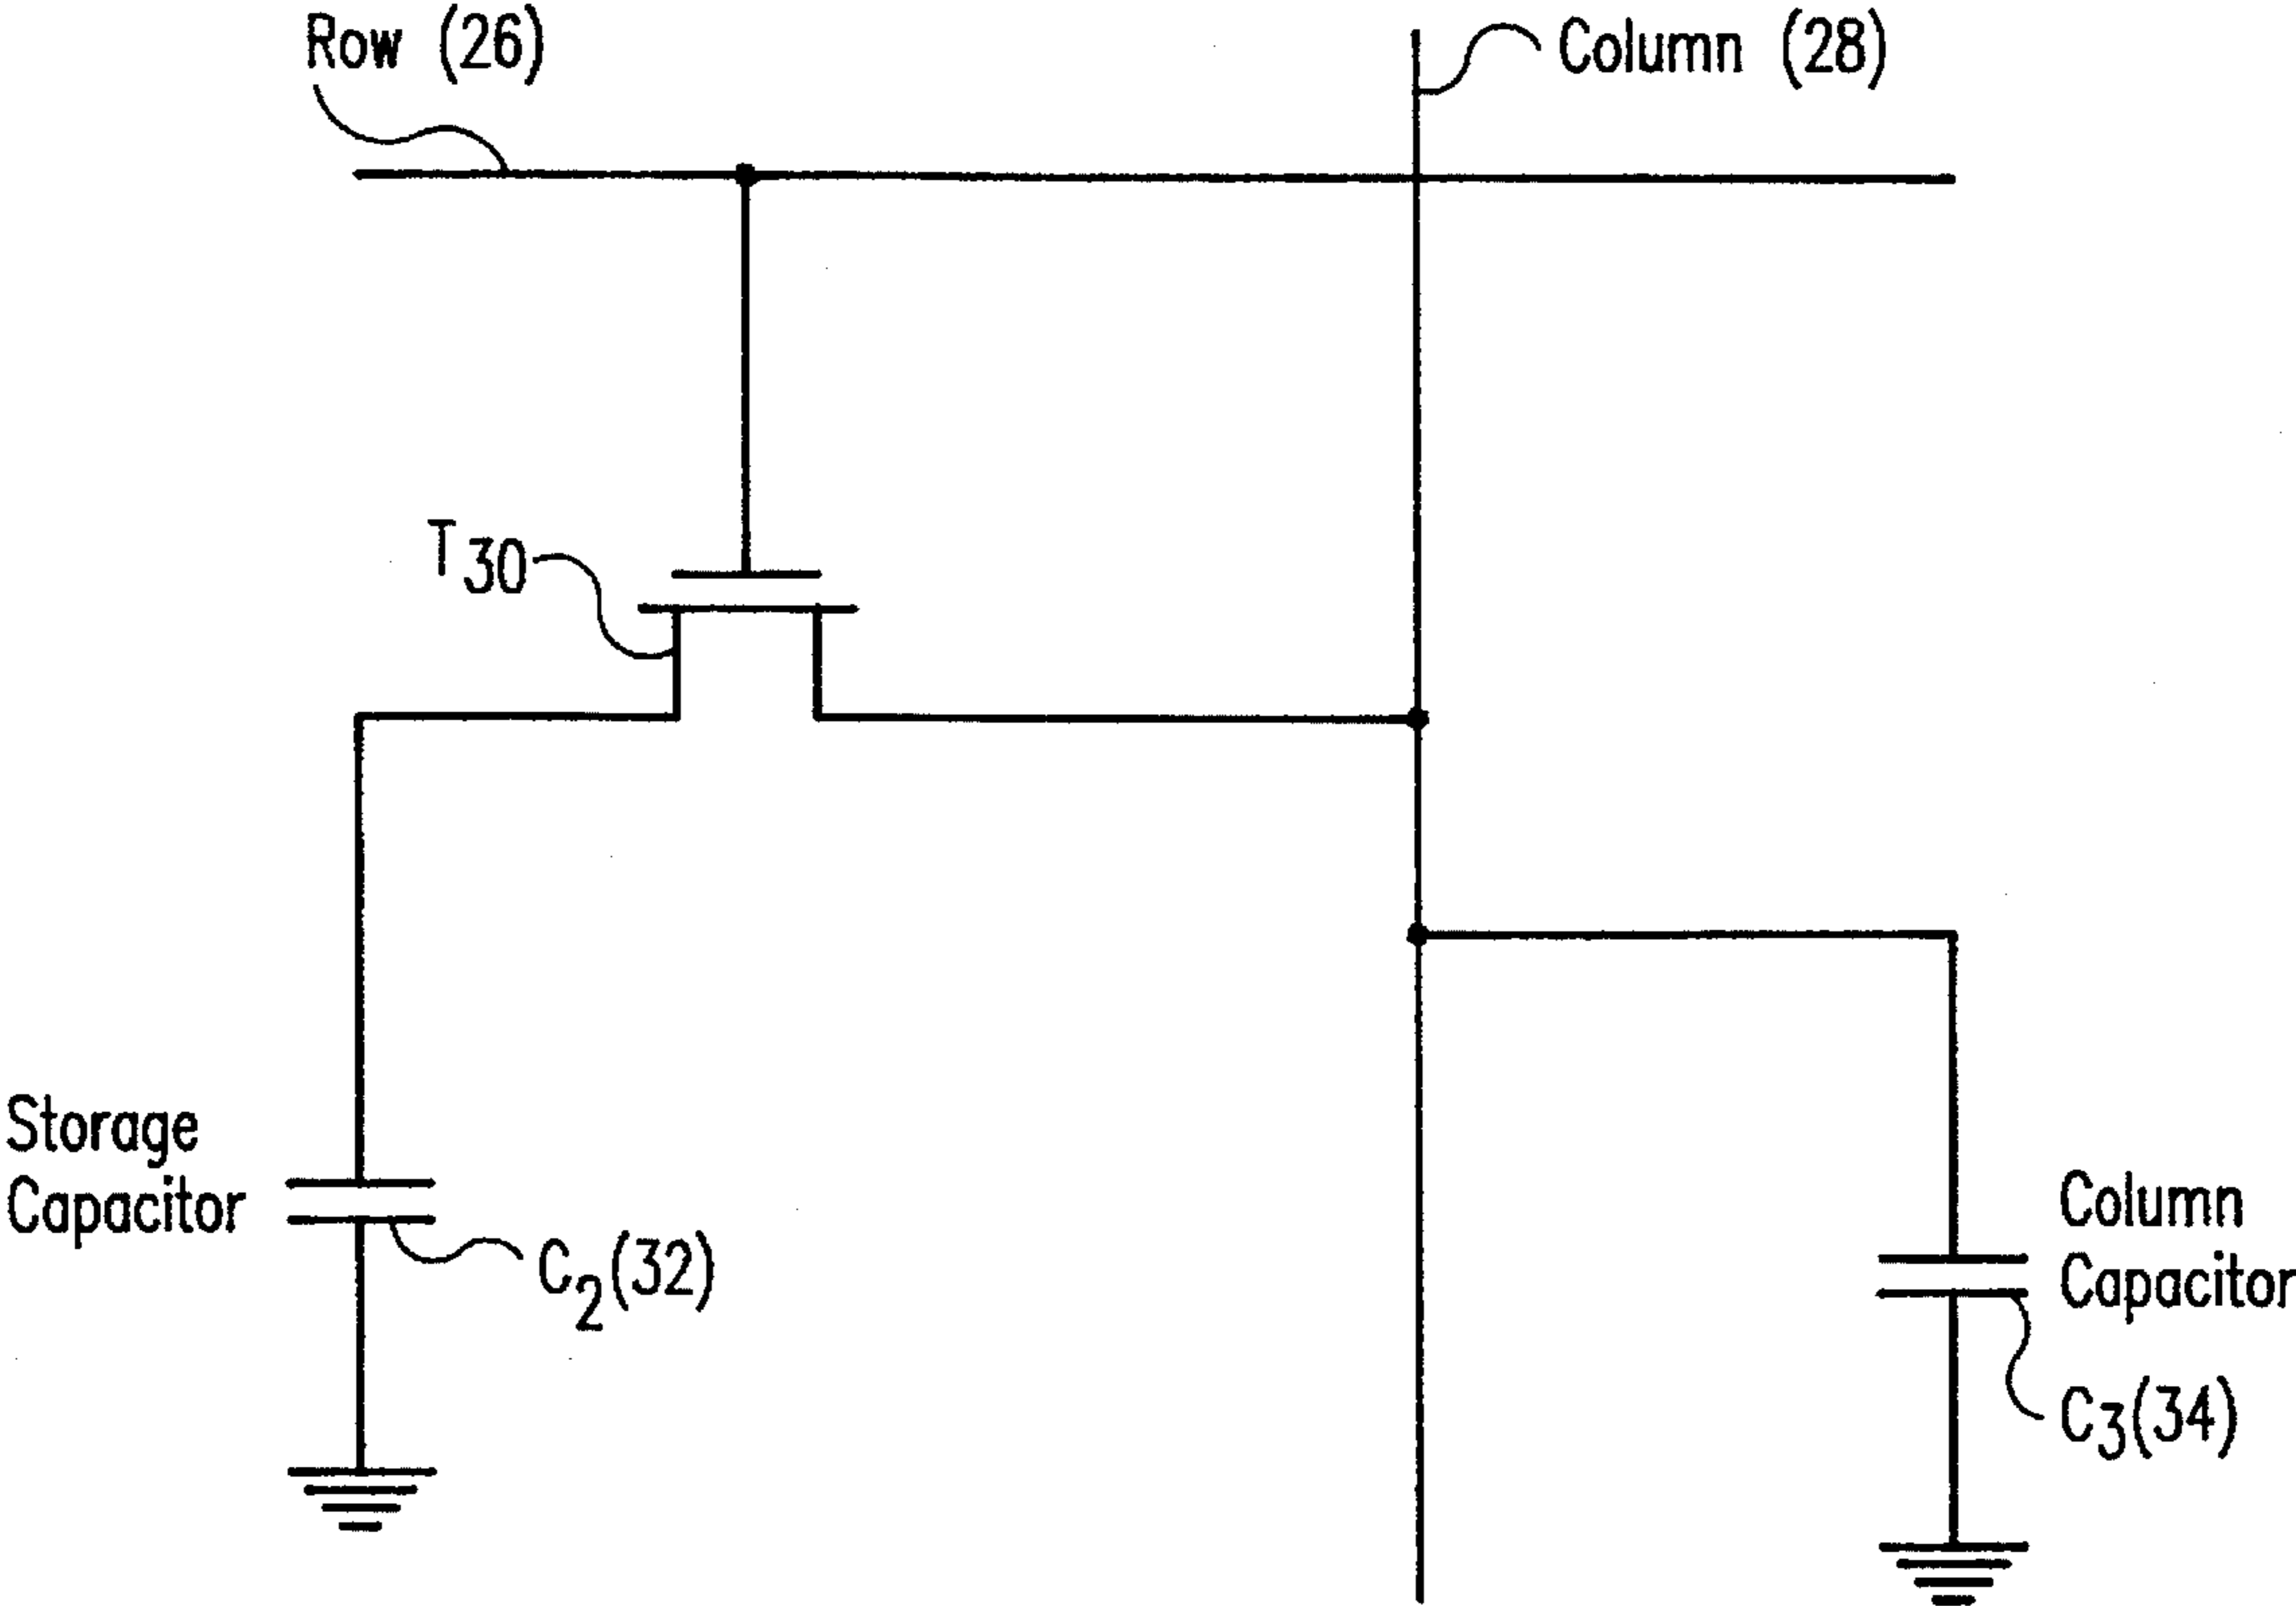 Row (26)
Column (28)
T30
Storage
Capacitor
C2(32)
Column
Capacitor
C3(34)